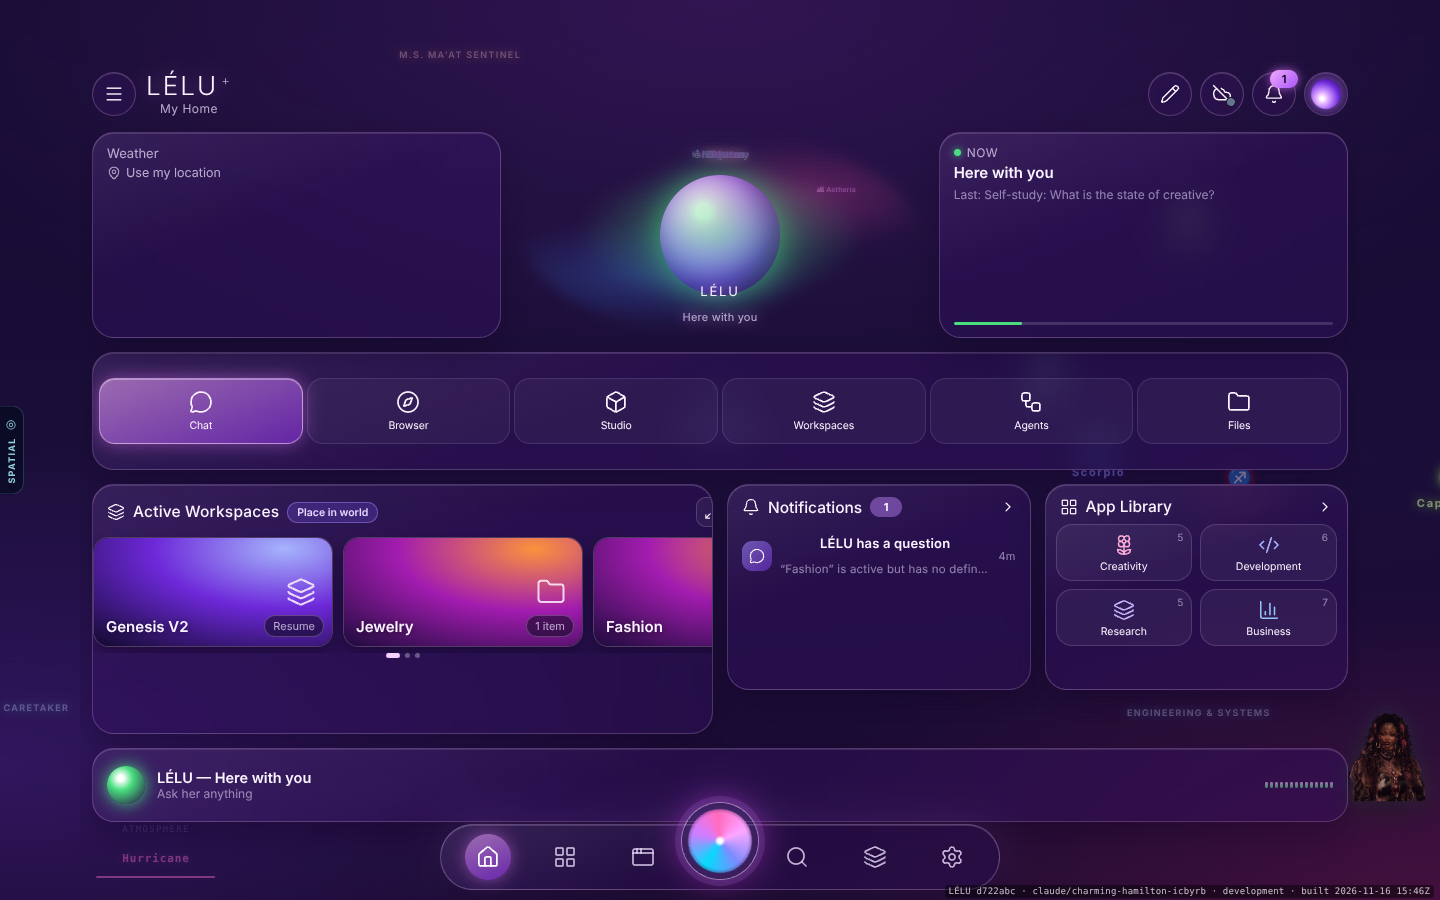 M.S. MA'AT SENTINEL
LÉLU +
My Home
1
Weather
Use my location
Aetheria
LÉLU
Here with you
NOW
Here with you
Last: Self-study: What is the state of creative?
Chat
Browser
Studio
Workspaces
Agents
Files
SPATIAL
Scorpio
Cap
Active Workspaces
Place in world
Genesis V2
Resume
Jewelry
1 item
Fashion
Notifications
1
LÉLU has a question
4m
“Fashion” is active but has no defin...
App Library
Creativity
5
Development
6
Research
5
Business
7
CARETAKER
ENGINEERING & SYSTEMS
LÉLU — Here with you
Ask her anything
ATMOSPHERE
Hurricane
LÉLU d722abc · claude/charming-hamilton-icbyrb · development · built 2026-11-16 15:46Z